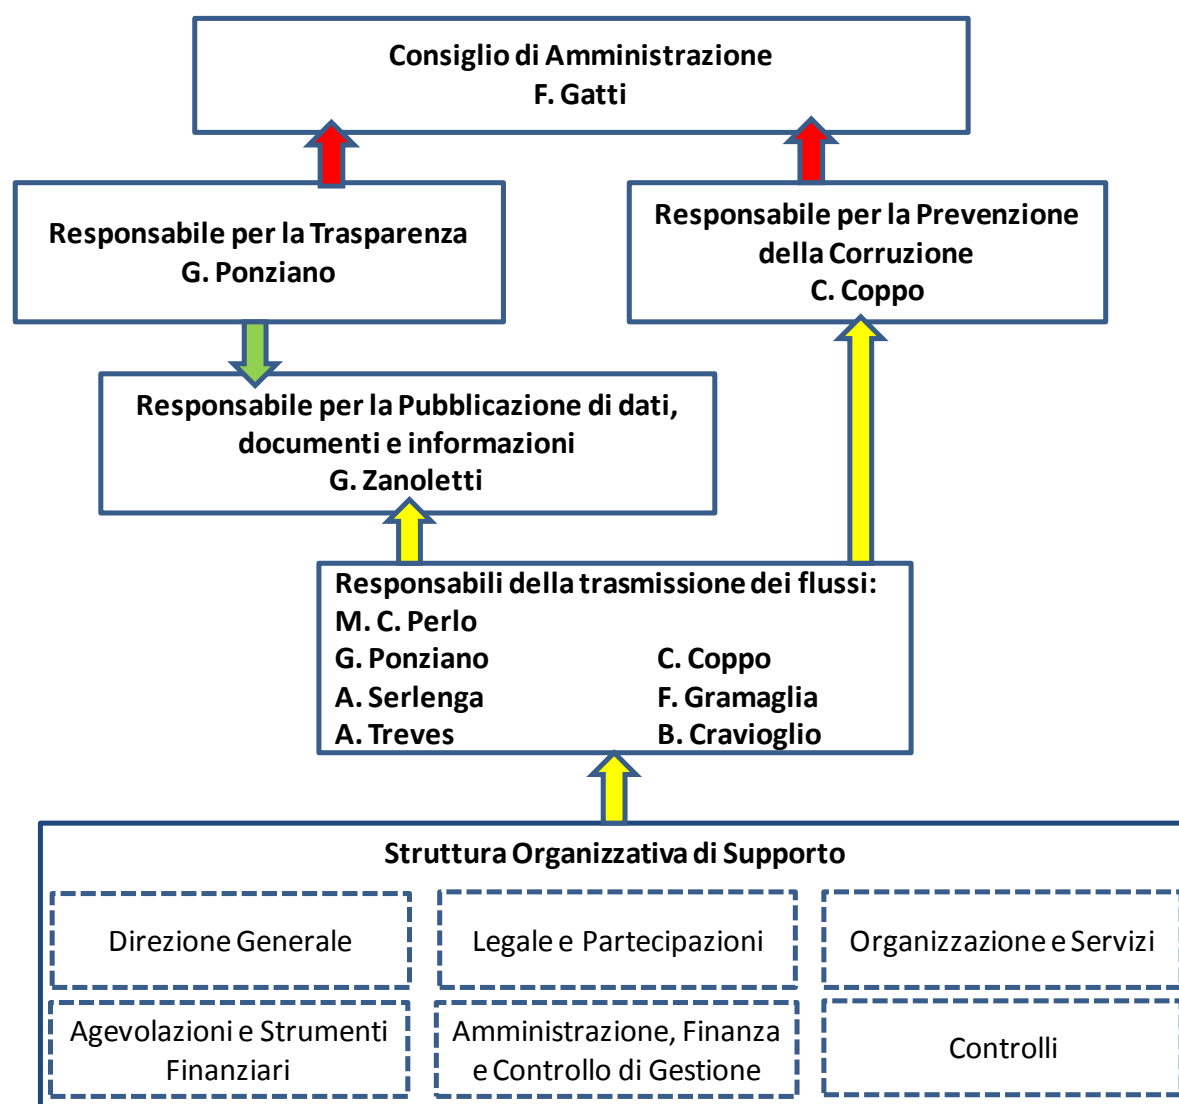 Consiglio di Amministrazione
F. Gatti
Responsabile per la Trasparenza
G. Ponziano
Responsabile per la Prevenzione
della Corruzione
C. Coppo
Responsabile per la Pubblicazione di dati,
documenti e informazioni
G. Zanoletti
Responsabili della trasmissione dei flussi:
M. C. Perlo
G. Ponziano C. Coppo
A. Serlenga F. Gramaglia
A. Treves B. Cravioglio
Struttura Organizzativa di Supporto
Direzione Generale
Legale e Partecipazioni
Organizzazione e Servizi
Agevolazioni e Strumenti
Finanziari
Amministrazione, Finanza
e Controllo di Gestione
Controlli